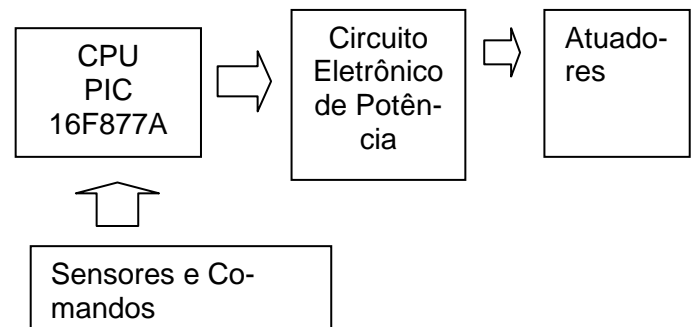 CPU
PIC
16F877A
Circuito
Eletrônico
de Potên-
cia
Atuado-
res
Sensores e Co-
mandos